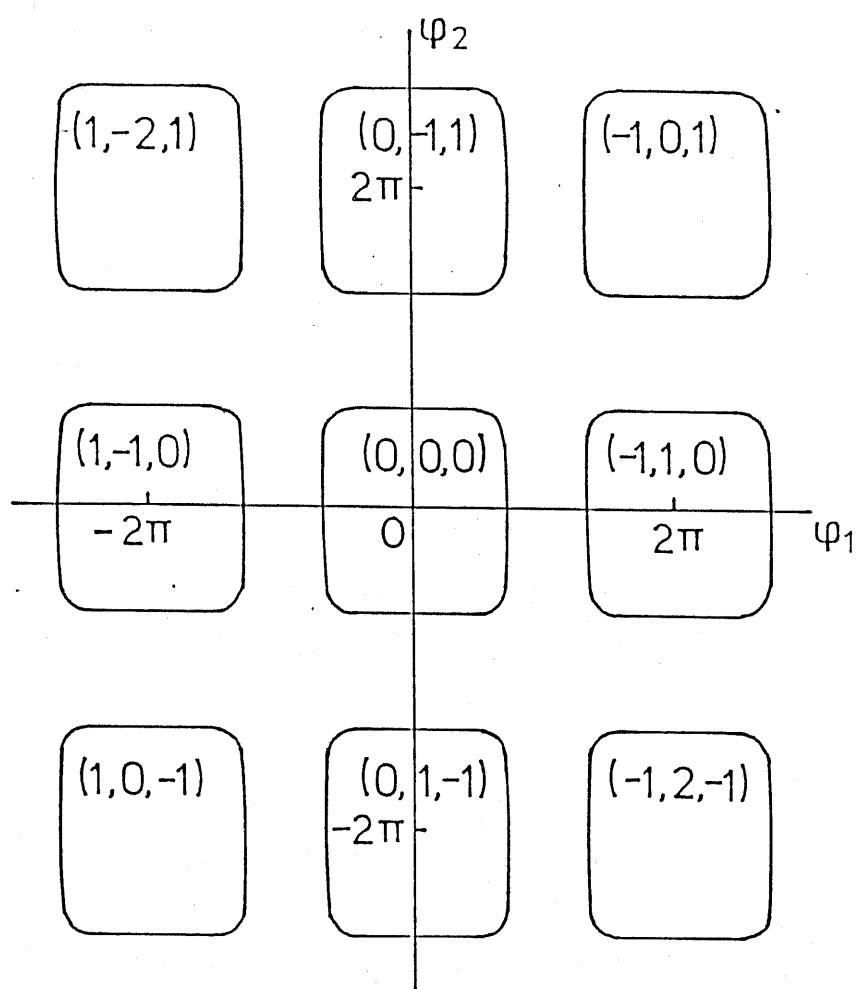 φ2
(1,-2,1) (0,-1,1) (-1,0,1)
2π
(1,-1,0) (0,0,0) (-1,1,0)
-2π 0 2π φ1
(1,0,-1) (0,1,-1) (-1,2,-1)
-2π